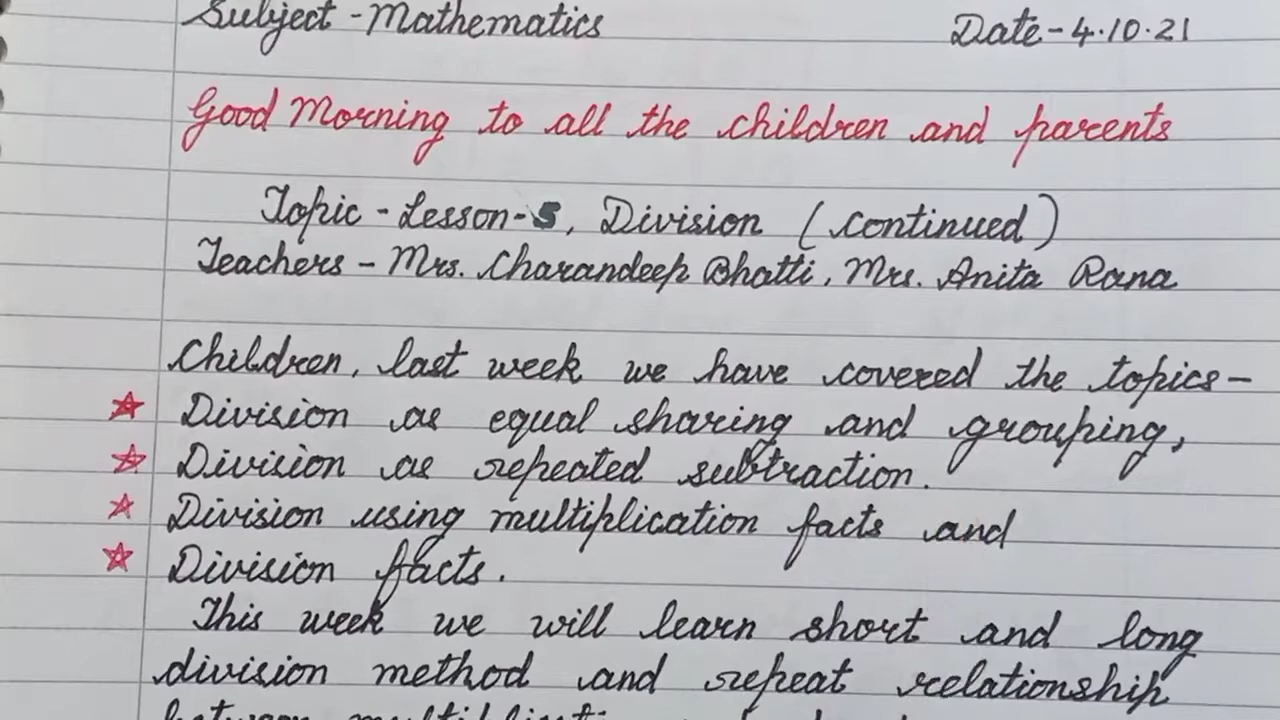 Subject - Mathematics Date - 4.10.21
Good Morning to all the children and parents
Topic - Lesson-5, Division (continued)
Teachers - Mrs. Charandeep Bhatti, Mrs. Anita Rana
Children, last week we have covered the topics -
Division as equal sharing and grouping,
Division as repeated subtraction.
Division using multiplication facts and
Division facts.
This week we will learn short and long
division method and repeat relationship
between